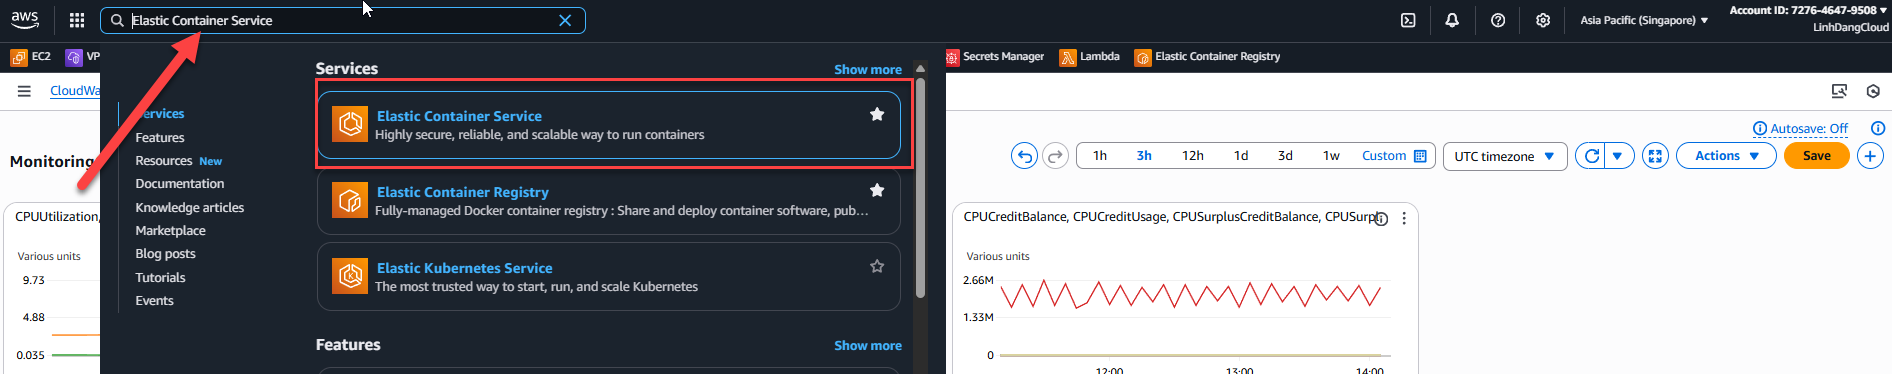 aws
Elastic Container Service
Asia Pacific (Singapore)
Account ID: 7276-4647-9508
LinhDangCloud
EC2
VP
Secrets Manager
Lambda
Elastic Container Registry
CloudWa
Services
Features
Resources New
Documentation
Knowledge articles
Marketplace
Blog posts
Tutorials
Events
Services
Show more
Elastic Container Service
Highly secure, reliable, and scalable way to run containers
Elastic Container Registry
Fully-managed Docker container registry : Share and deploy container software, pub...
Elastic Kubernetes Service
The most trusted way to start, run, and scale Kubernetes
Features
Show more
Autosave: Off
Monitoring
1h 3h 12h 1d 3d 1w Custom
UTC timezone
Actions
Save
CPUUtilization,
Various units
9.73
4.88
0.035
CPUCreditBalance, CPUCreditUsage, CPUSurplusCreditBalance, CPUSurpl
Various units
2.66M
1.33M
0
12:00 13:00 14:00